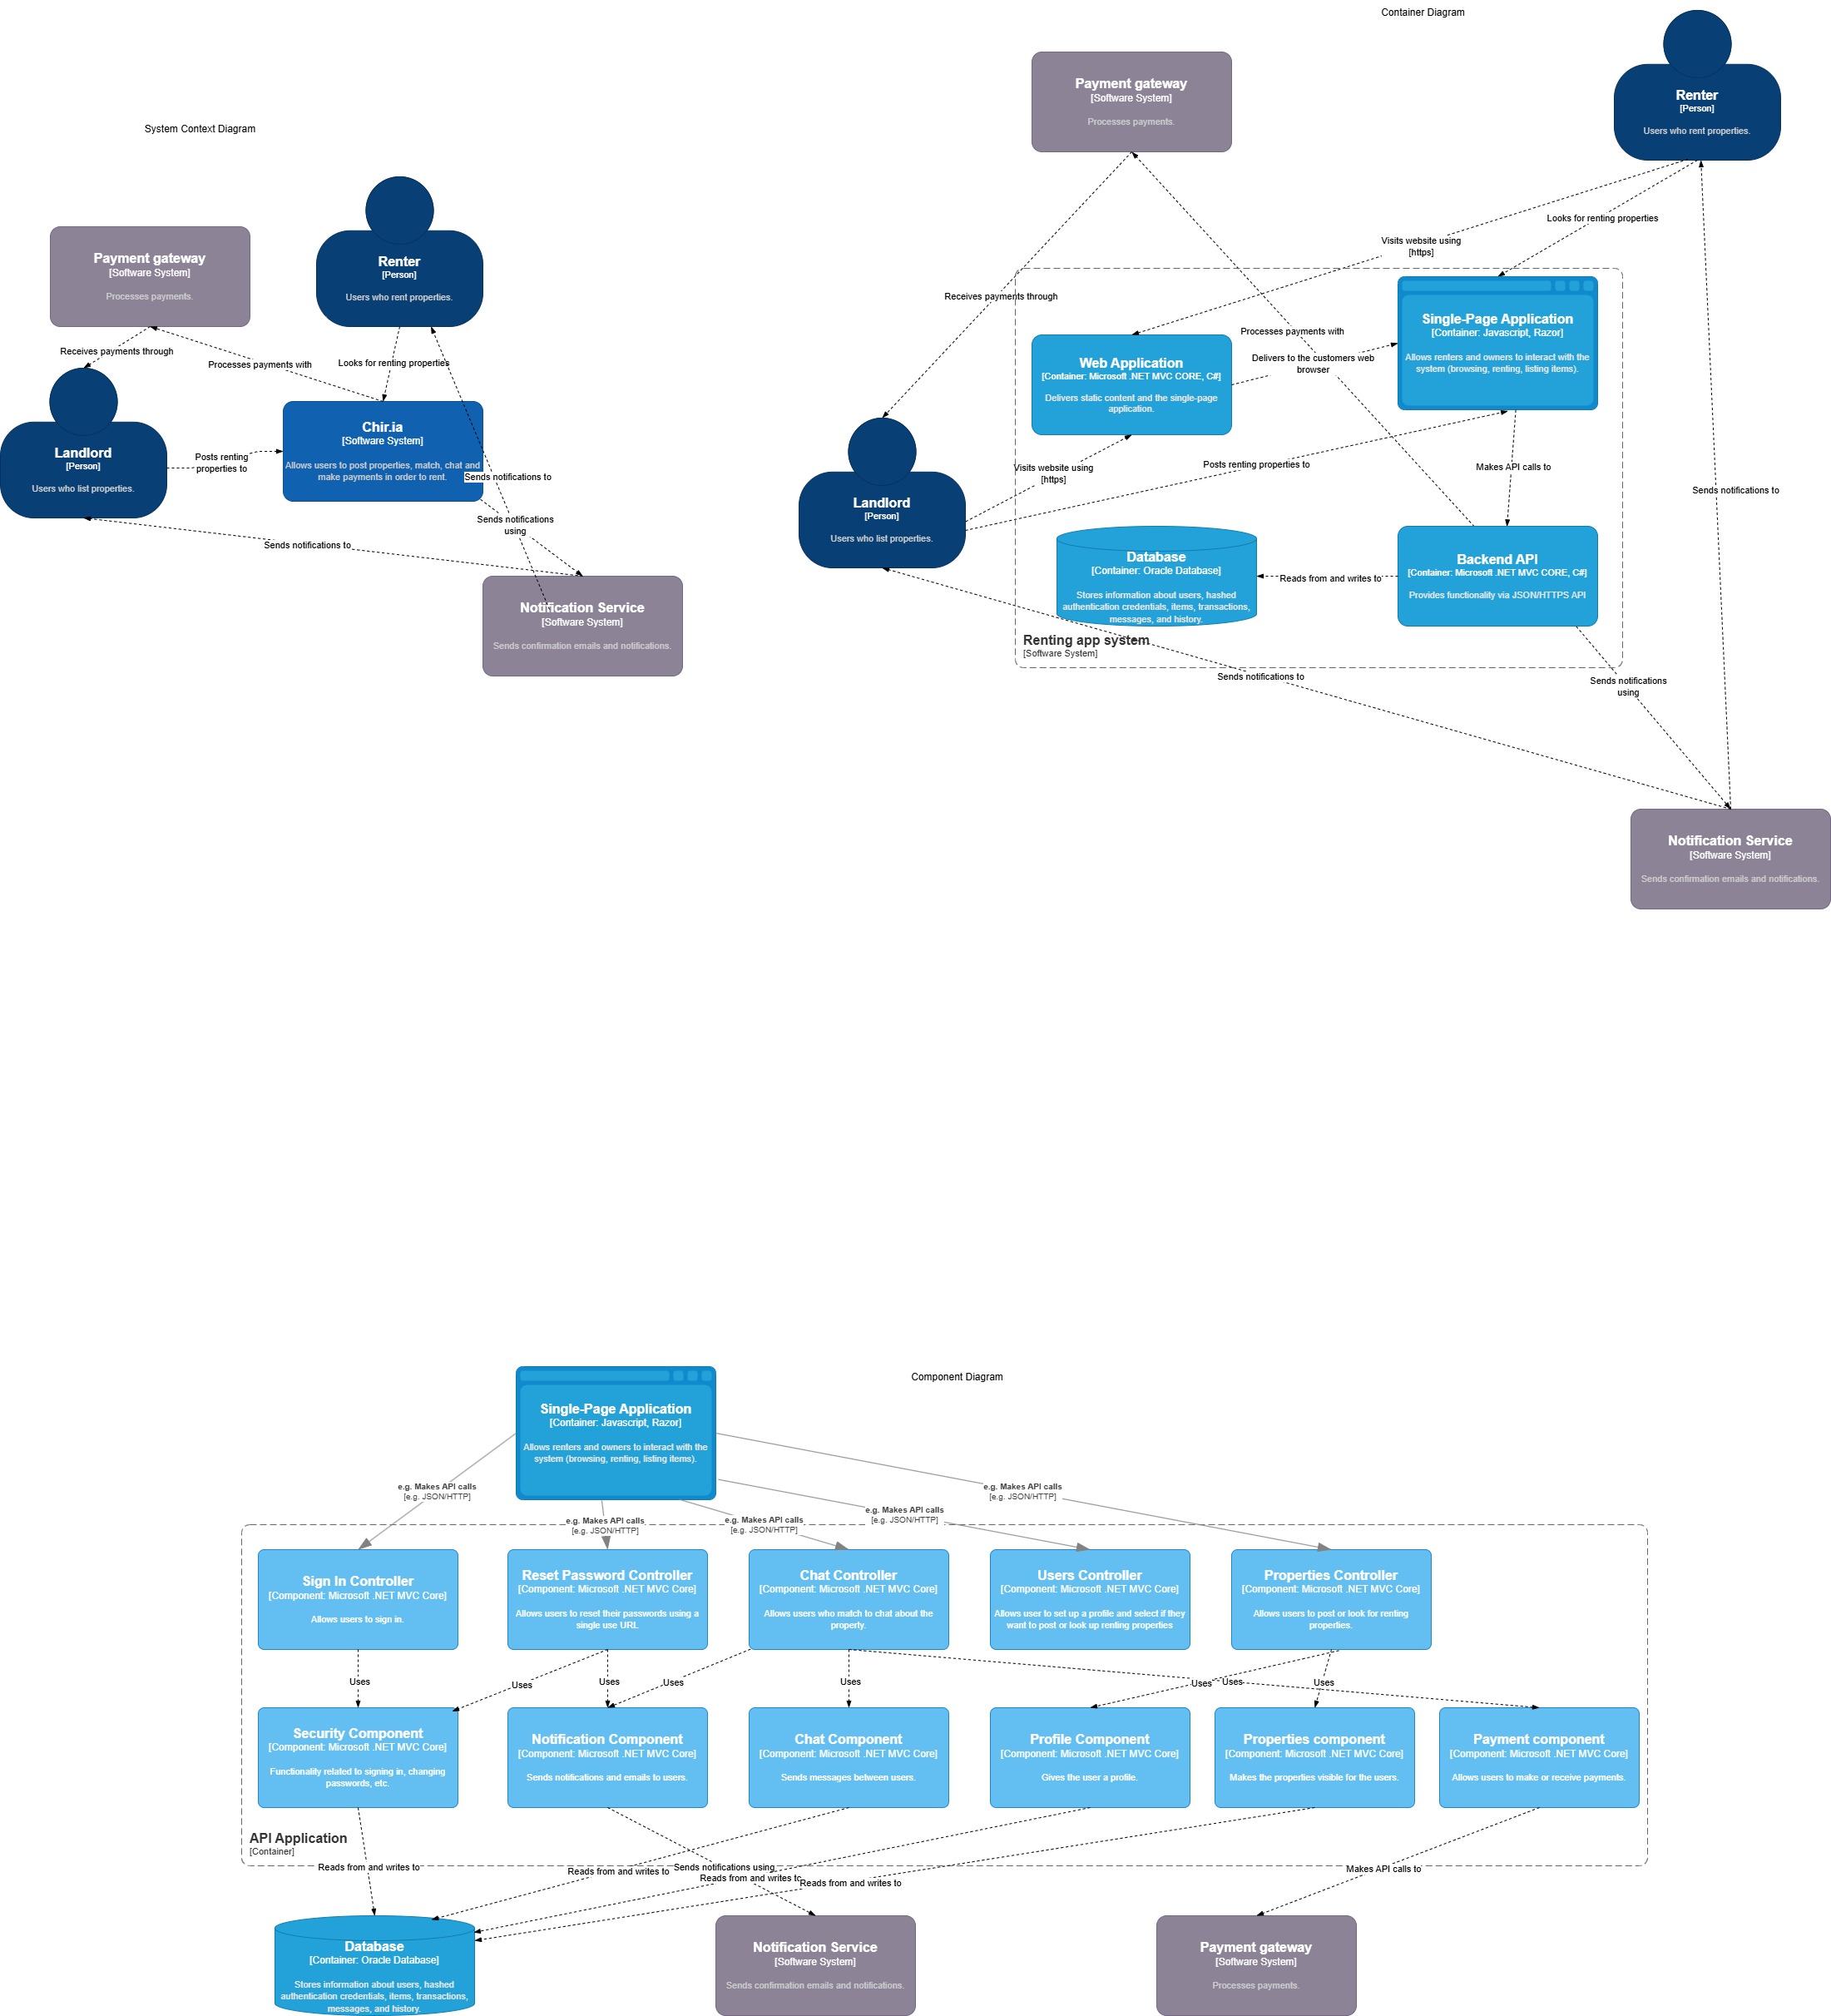 System Context Diagram
Renter
[Person]
Users who rent properties.
Payment gateway
[Software System]
Processes payments.
Receives payments through
Processes payments with
Looks for renting properties
Landlord
[Person]
Users who list properties.
Posts renting
properties to
Chir.ia
[Software System]
Allows users to post properties, match, chat and
make payments in order to rent.
Sends notifications to
Sends notifications
using
Sends notifications to
Notification Service
[Software System]
Sends confirmation emails and notifications.
Container Diagram
Payment gateway
[Software System]
Processes payments.
Renter
[Person]
Users who rent properties.
Looks for renting properties
Visits website using
[https]
Receives payments through
Processes payments with
Single-Page Application
[Container: Javascript, Razor]
Allows renters and owners to interact with the
system (browsing, renting, listing items).
Web Application
[Container: Microsoft .NET MVC CORE, C#]
Delivers static content and the single-page
application.
Delivers to the customers web
browser
Landlord
[Person]
Users who list properties.
Visits website using
[https]
Posts renting properties to
Makes API calls to
Sends notifications to
Database
[Container: Oracle Database]
Stores information about users, hashed
authentication credentials, items, transactions,
messages, and history.
Reads from and writes to
Backend API
[Container: Microsoft .NET MVC CORE, C#]
Provides functionality via JSON/HTTPS API
Renting app system
[Software System]
Sends notifications to
Sends notifications
using
Notification Service
[Software System]
Sends confirmation emails and notifications.
Component Diagram
Single-Page Application
[Container: Javascript, Razor]
Allows renters and owners to interact with the
system (browsing, renting, listing items).
e.g. Makes API calls
[e.g. JSON/HTTP]
e.g. Makes API calls
[e.g. JSON/HTTP]
e.g. Makes API calls
[e.g. JSON/HTTP]
e.g. Makes API calls
[e.g. JSON/HTTP]
e.g. Makes API calls
[e.g. JSON/HTTP]
Sign In Controller
[Component: Microsoft .NET MVC Core]
Allows users to sign in.
Reset Password Controller
[Component: Microsoft .NET MVC Core]
Allows users to reset their passwords using a
single use URL
Chat Controller
[Component: Microsoft .NET MVC Core]
Allows users who match to chat about the
property.
Users Controller
[Component: Microsoft .NET MVC Core]
Allows user to set up a profile and select if they
want to post or look up renting properties
Properties Controller
[Component: Microsoft .NET MVC Core]
Allows users to post or look for renting
properties.
Uses
Uses
Uses
Uses
Uses
Uses
Uses
Uses
Security Component
[Component: Microsoft .NET MVC Core]
Functionality related to signing in, changing
passwords, etc.
Notification Component
[Component: Microsoft .NET MVC Core]
Sends notifications and emails to users.
Chat Component
[Component: Microsoft .NET MVC Core]
Sends messages between users.
Profile Component
[Component: Microsoft .NET MVC Core]
Gives the user a profile.
Properties component
[Component: Microsoft .NET MVC Core]
Makes the properties visible for the users.
Payment component
[Component: Microsoft .NET MVC Core]
Allows users to make or receive payments.
API Application
[Container]
Reads from and writes to
Reads from and writes to
Sends notifications using
Reads from and writes to
Reads from and writes to
Makes API calls to
Database
[Container: Oracle Database]
Stores information about users, hashed
authentication credentials, items, transactions,
messages, and history.
Notification Service
[Software System]
Sends confirmation emails and notifications.
Payment gateway
[Software System]
Processes payments.